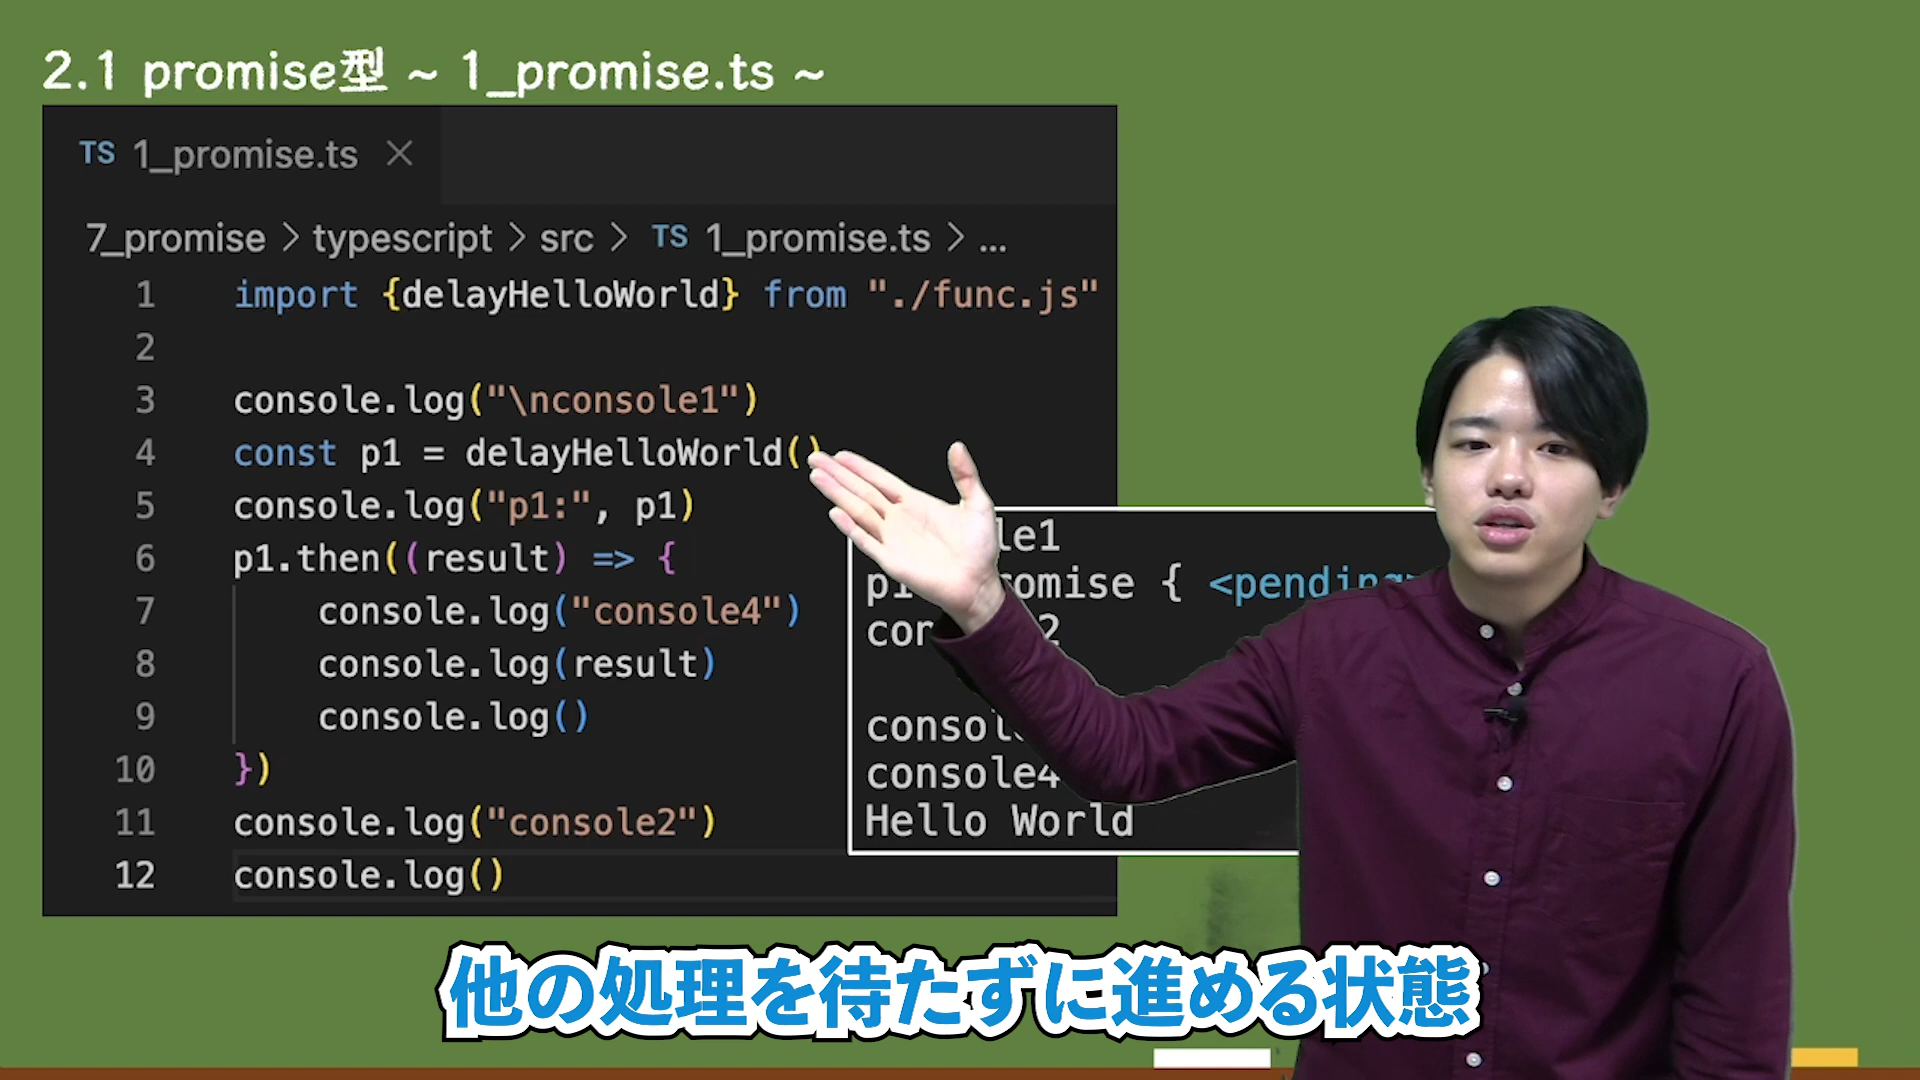 2.1 promise型 ~ 1_promise.ts ~
TS 1_promise.ts ×
7_promise > typescript > src > TS 1_promise.ts > ...
1 import {delayHelloWorld} from "./func.js"
2
3 console.log("\nconsole1")
4 const p1 = delayHelloWorld()
5 console.log("p1:", p1)
6 p1.then((result) => {
7 console.log("console4")
8 console.log(result)
9 console.log()
10 })
11 console.log("console2")
12 console.log()
{ <pending>
console4
Hello World
他の処理を待たずに進める状態